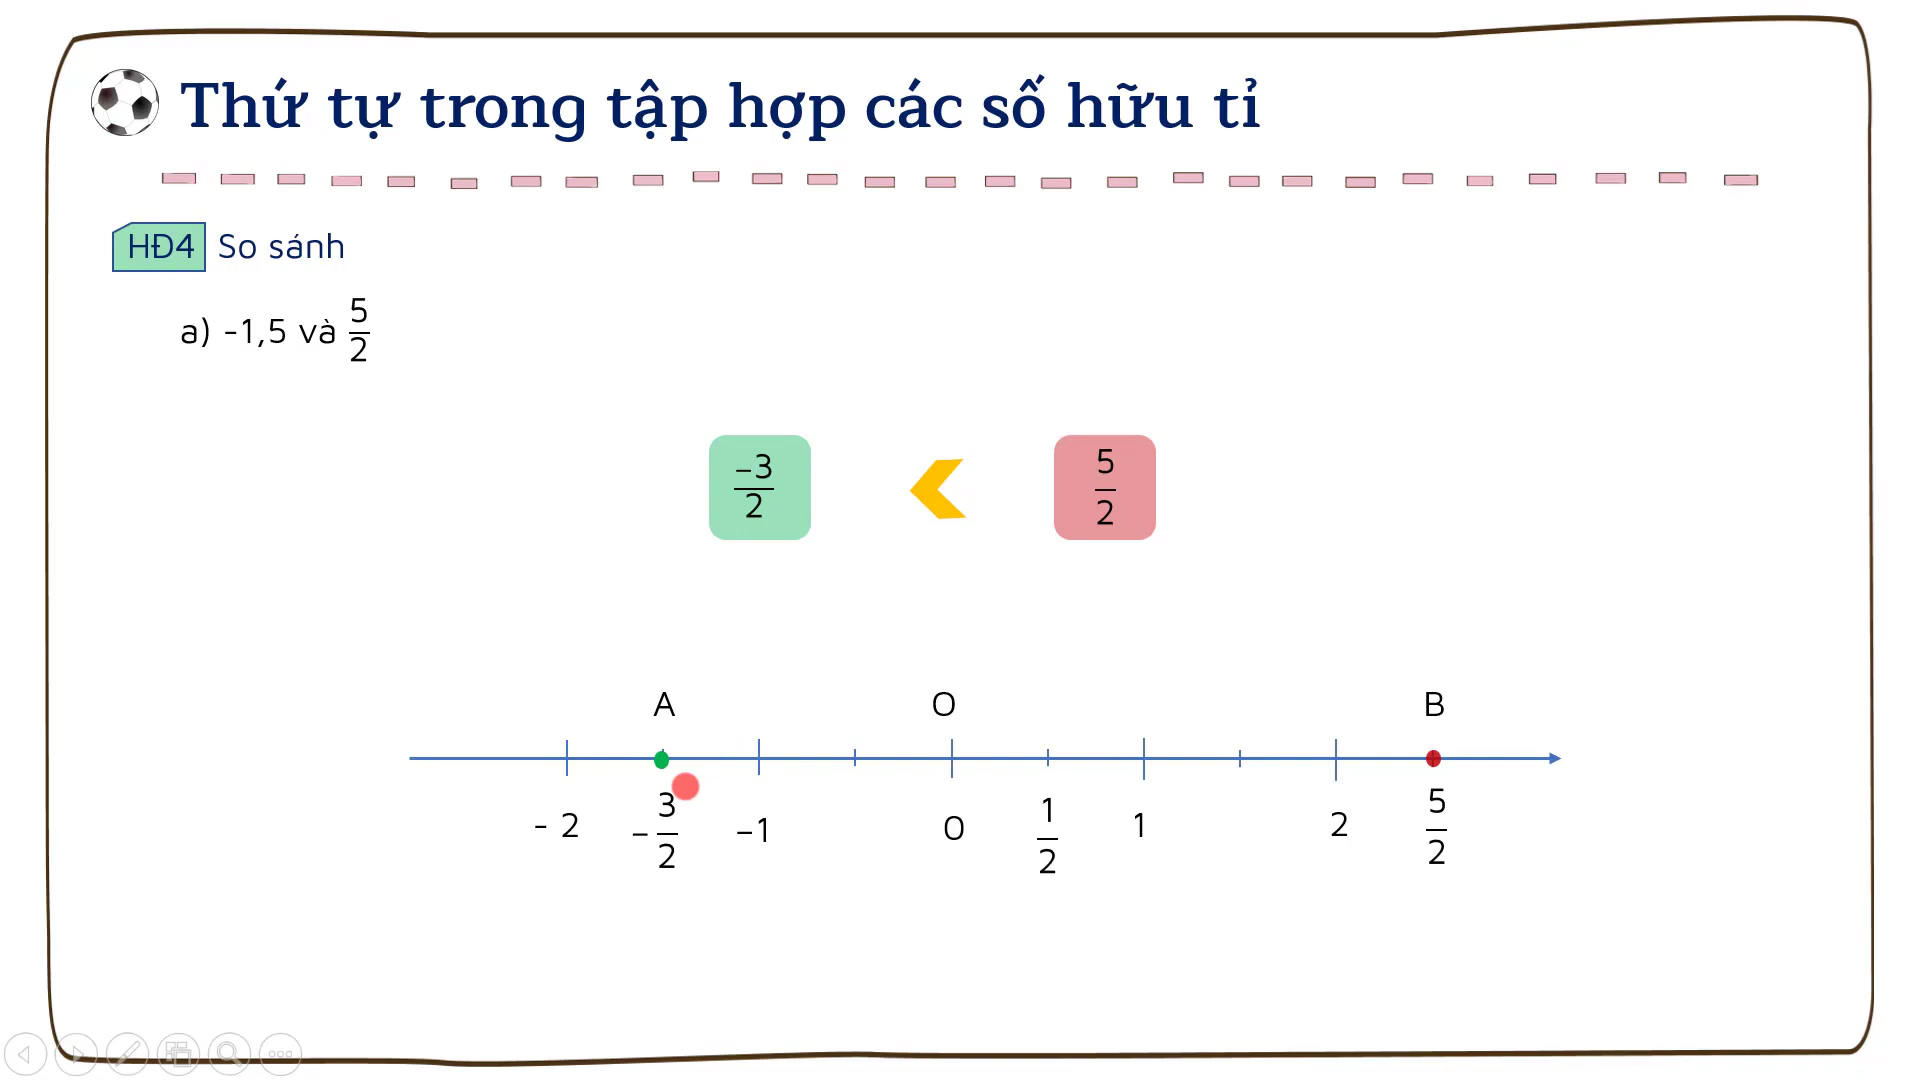 Thứ tự trong tập hợp các số hữu tỉ
HĐ4 So sánh
a) -1,5 và 5/2
−3/2 < 5/2
A O B
- 2 −3/2 −1 0 1/2 1 2 5/2